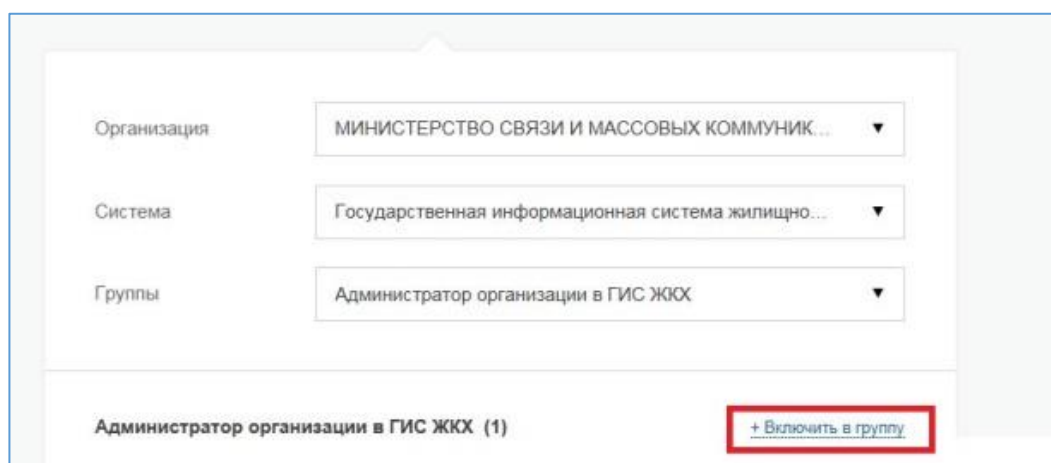 Организация МИНИСТЕРСТВО СВЯЗИ И МАССОВЫХ КОММУНИК...
Система Государственная информационная система жилищно...
Группы Администратор организации в ГИС ЖКХ
Администратор организации в ГИС ЖКХ (1) + Включить в группу